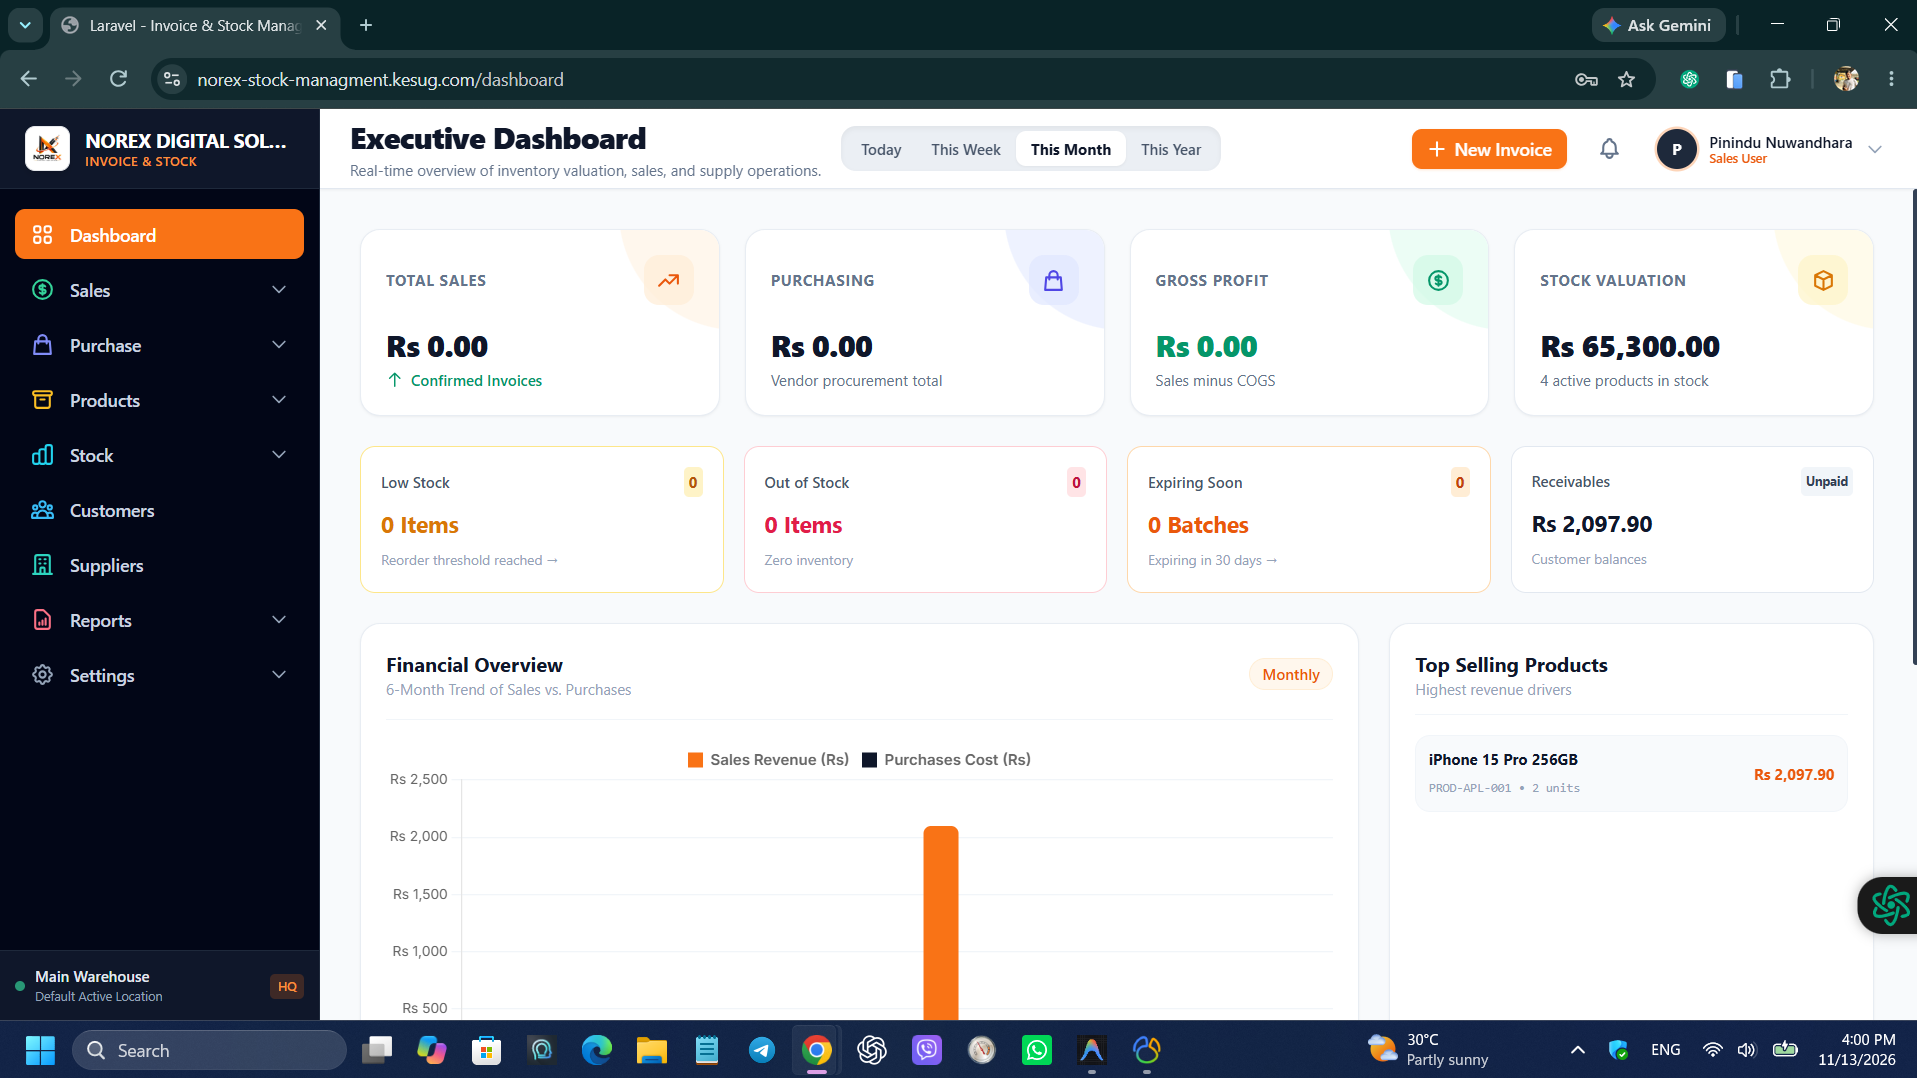 Laravel - Invoice & Stock Manag
Ask Gemini
norex-stock-managment.kesug.com/dashboard
NOREX
NOREX DIGITAL SOL...
INVOICE & STOCK
Executive Dashboard
Real-time overview of inventory valuation, sales, and supply operations.
Today
This Week
This Month
This Year
+ New Invoice
P
Pinindu Nuwandhara
Sales User
Dashboard
Sales
Purchase
Products
Stock
Customers
Suppliers
Reports
Settings
Main Warehouse
Default Active Location
HQ
TOTAL SALES
Rs 0.00
↑ Confirmed Invoices
PURCHASING
Rs 0.00
Vendor procurement total
GROSS PROFIT
Rs 0.00
Sales minus COGS
STOCK VALUATION
Rs 65,300.00
4 active products in stock
Low Stock
0
0 Items
Reorder threshold reached →
Out of Stock
0
0 Items
Zero inventory
Expiring Soon
0
0 Batches
Expiring in 30 days →
Receivables
Unpaid
Rs 2,097.90
Customer balances
Financial Overview
6-Month Trend of Sales vs. Purchases
Monthly
Sales Revenue (Rs)
Purchases Cost (Rs)
Rs 2,500
Rs 2,000
Rs 1,500
Rs 1,000
Rs 500
Top Selling Products
Highest revenue drivers
iPhone 15 Pro 256GB
PROD-APL-001 • 2 units
Rs 2,097.90
Search
30°C
Partly sunny
ENG
4:00 PM
11/13/2026